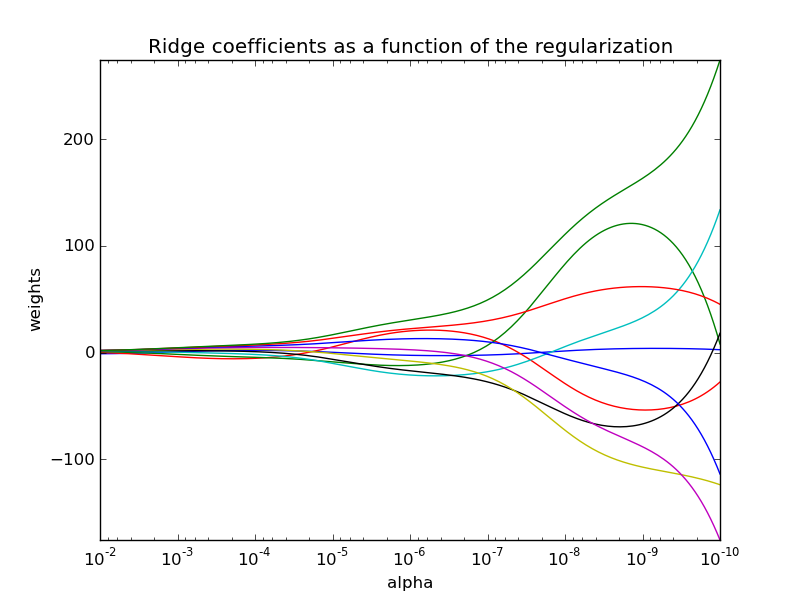 Ridge coefficients as a function of the regularization
200
100
0
−100
weights
10⁻² 10⁻³ 10⁻⁴ 10⁻⁵ 10⁻⁶ 10⁻⁷ 10⁻⁸ 10⁻⁹ 10⁻¹⁰
alpha